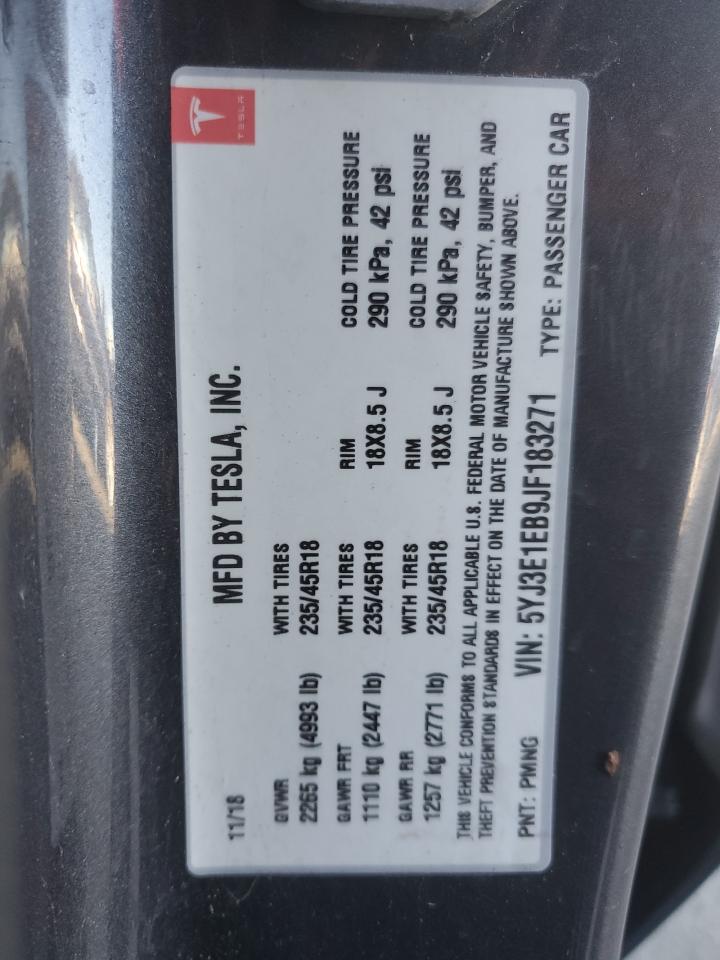 TESLA
MFD BY TESLA, INC.
11/18
GVWR WITH TIRES
2265 kg (4993 lb) 235/45R18
GAWR FRT WITH TIRES RIM COLD TIRE PRESSURE
1110 kg (2447 lb) 235/45R18 18X8.5 J 290 kPa, 42 psi
GAWR RR WITH TIRES RIM COLD TIRE PRESSURE
1257 kg (2771 lb) 235/45R18 18X8.5 J 290 kPa, 42 psi
THIS VEHICLE CONFORMS TO ALL APPLICABLE U.S. FEDERAL MOTOR VEHICLE SAFETY, BUMPER, AND
THEFT PREVENTION STANDARDS IN EFFECT ON THE DATE OF MANUFACTURE SHOWN ABOVE.
PNT: PMNG VIN: 5YJ3E1EB9JF183271 TYPE: PASSENGER CAR